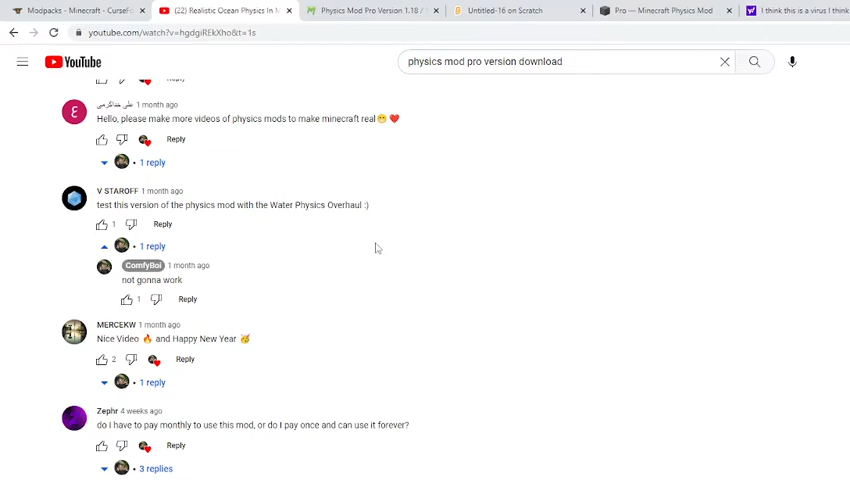 Modpacks - Minecraft - CurseFo
(22) Realistic Ocean Physics In M
Physics Mod Pro Version 1.18 /
Untitled-16 on Scratch
Pro — Minecraft Physics Mod
I think this is a virus I think
youtube.com/watch?v=hgdgiREkXho&t=1s
YouTube
physics mod pro version download
Reply
علی خداکرمی 1 month ago
Hello, please make more videos of physics mods to make minecraft real😁❤️
Reply
1 reply
V STAROFF 1 month ago
test this version of the physics mod with the Water Physics Overhaul :)
1 Reply
1 reply
ComfyBoi 1 month ago
not gonna work
1 Reply
MERCEKW 1 month ago
Nice Video 🔥 and Happy New Year 🥳
2 Reply
1 reply
Zephr 4 weeks ago
do I have to pay monthly to use this mod, or do I pay once and can use it forever?
Reply
3 replies